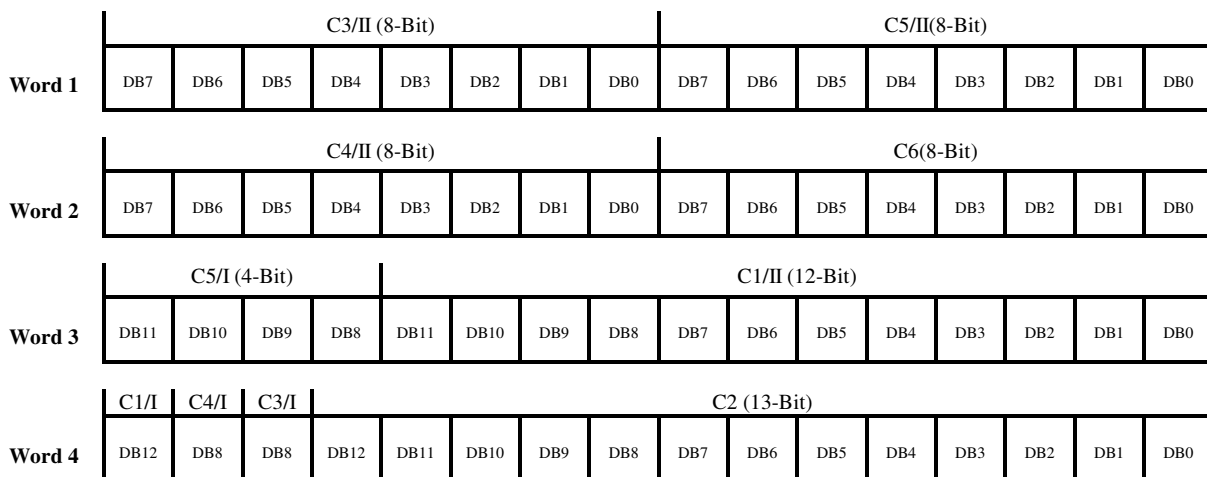 C3/II (8-Bit) C5/II(8-Bit)
Word 1 DB7 DB6 DB5 DB4 DB3 DB2 DB1 DB0 DB7 DB6 DB5 DB4 DB3 DB2 DB1 DB0
C4/II (8-Bit) C6(8-Bit)
Word 2 DB7 DB6 DB5 DB4 DB3 DB2 DB1 DB0 DB7 DB6 DB5 DB4 DB3 DB2 DB1 DB0
C5/I (4-Bit) C1/II (12-Bit)
Word 3 DB11 DB10 DB9 DB8 DB11 DB10 DB9 DB8 DB7 DB6 DB5 DB4 DB3 DB2 DB1 DB0
C1/I C4/I C3/I C2 (13-Bit)
Word 4 DB12 DB8 DB8 DB12 DB11 DB10 DB9 DB8 DB7 DB6 DB5 DB4 DB3 DB2 DB1 DB0